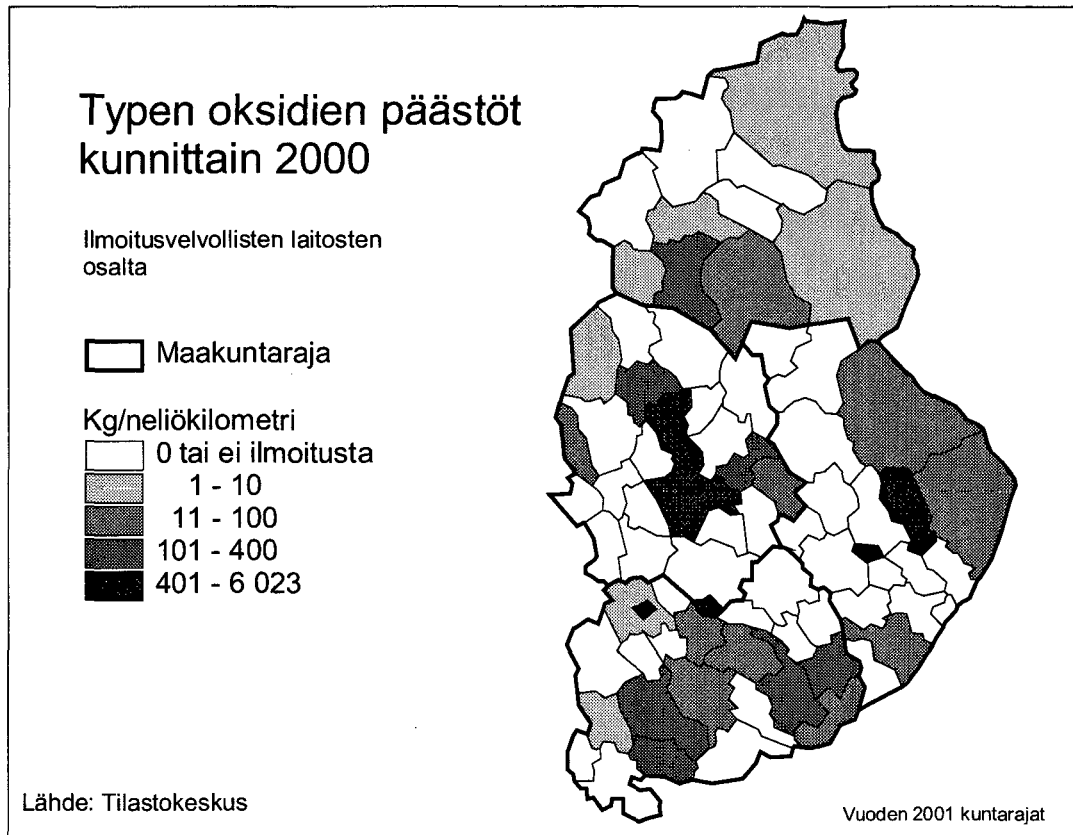 Typen oksidien päästöt
kunnittain 2000
Ilmoitusvelvollisten laitosten
osalta
Maakuntaraja
Kg/neliökilometri
0 tai ei ilmoitusta
1 - 10
11 - 100
101 - 400
401 - 6 023
Lähde: Tilastokeskus
Vuoden 2001 kuntarajat